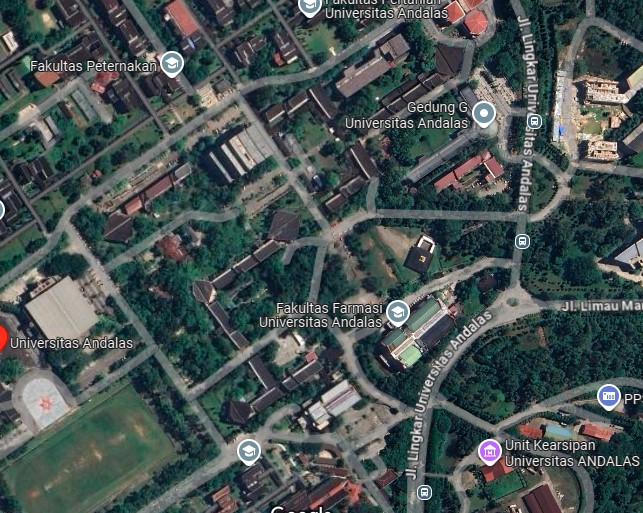 Fakultas Pertanian
Universitas Andalas
Fakultas Peternakan
Gedung G
Universitas Andalas
Jl. Lingkar Universitas Andalas
Fakultas Farmasi
Universitas Andalas
Jl. Limau Ma
Universitas Andalas
Jl. Lingkar Universitas Andalas
PP
Unit Kearsipan
Universitas ANDALAS
Google